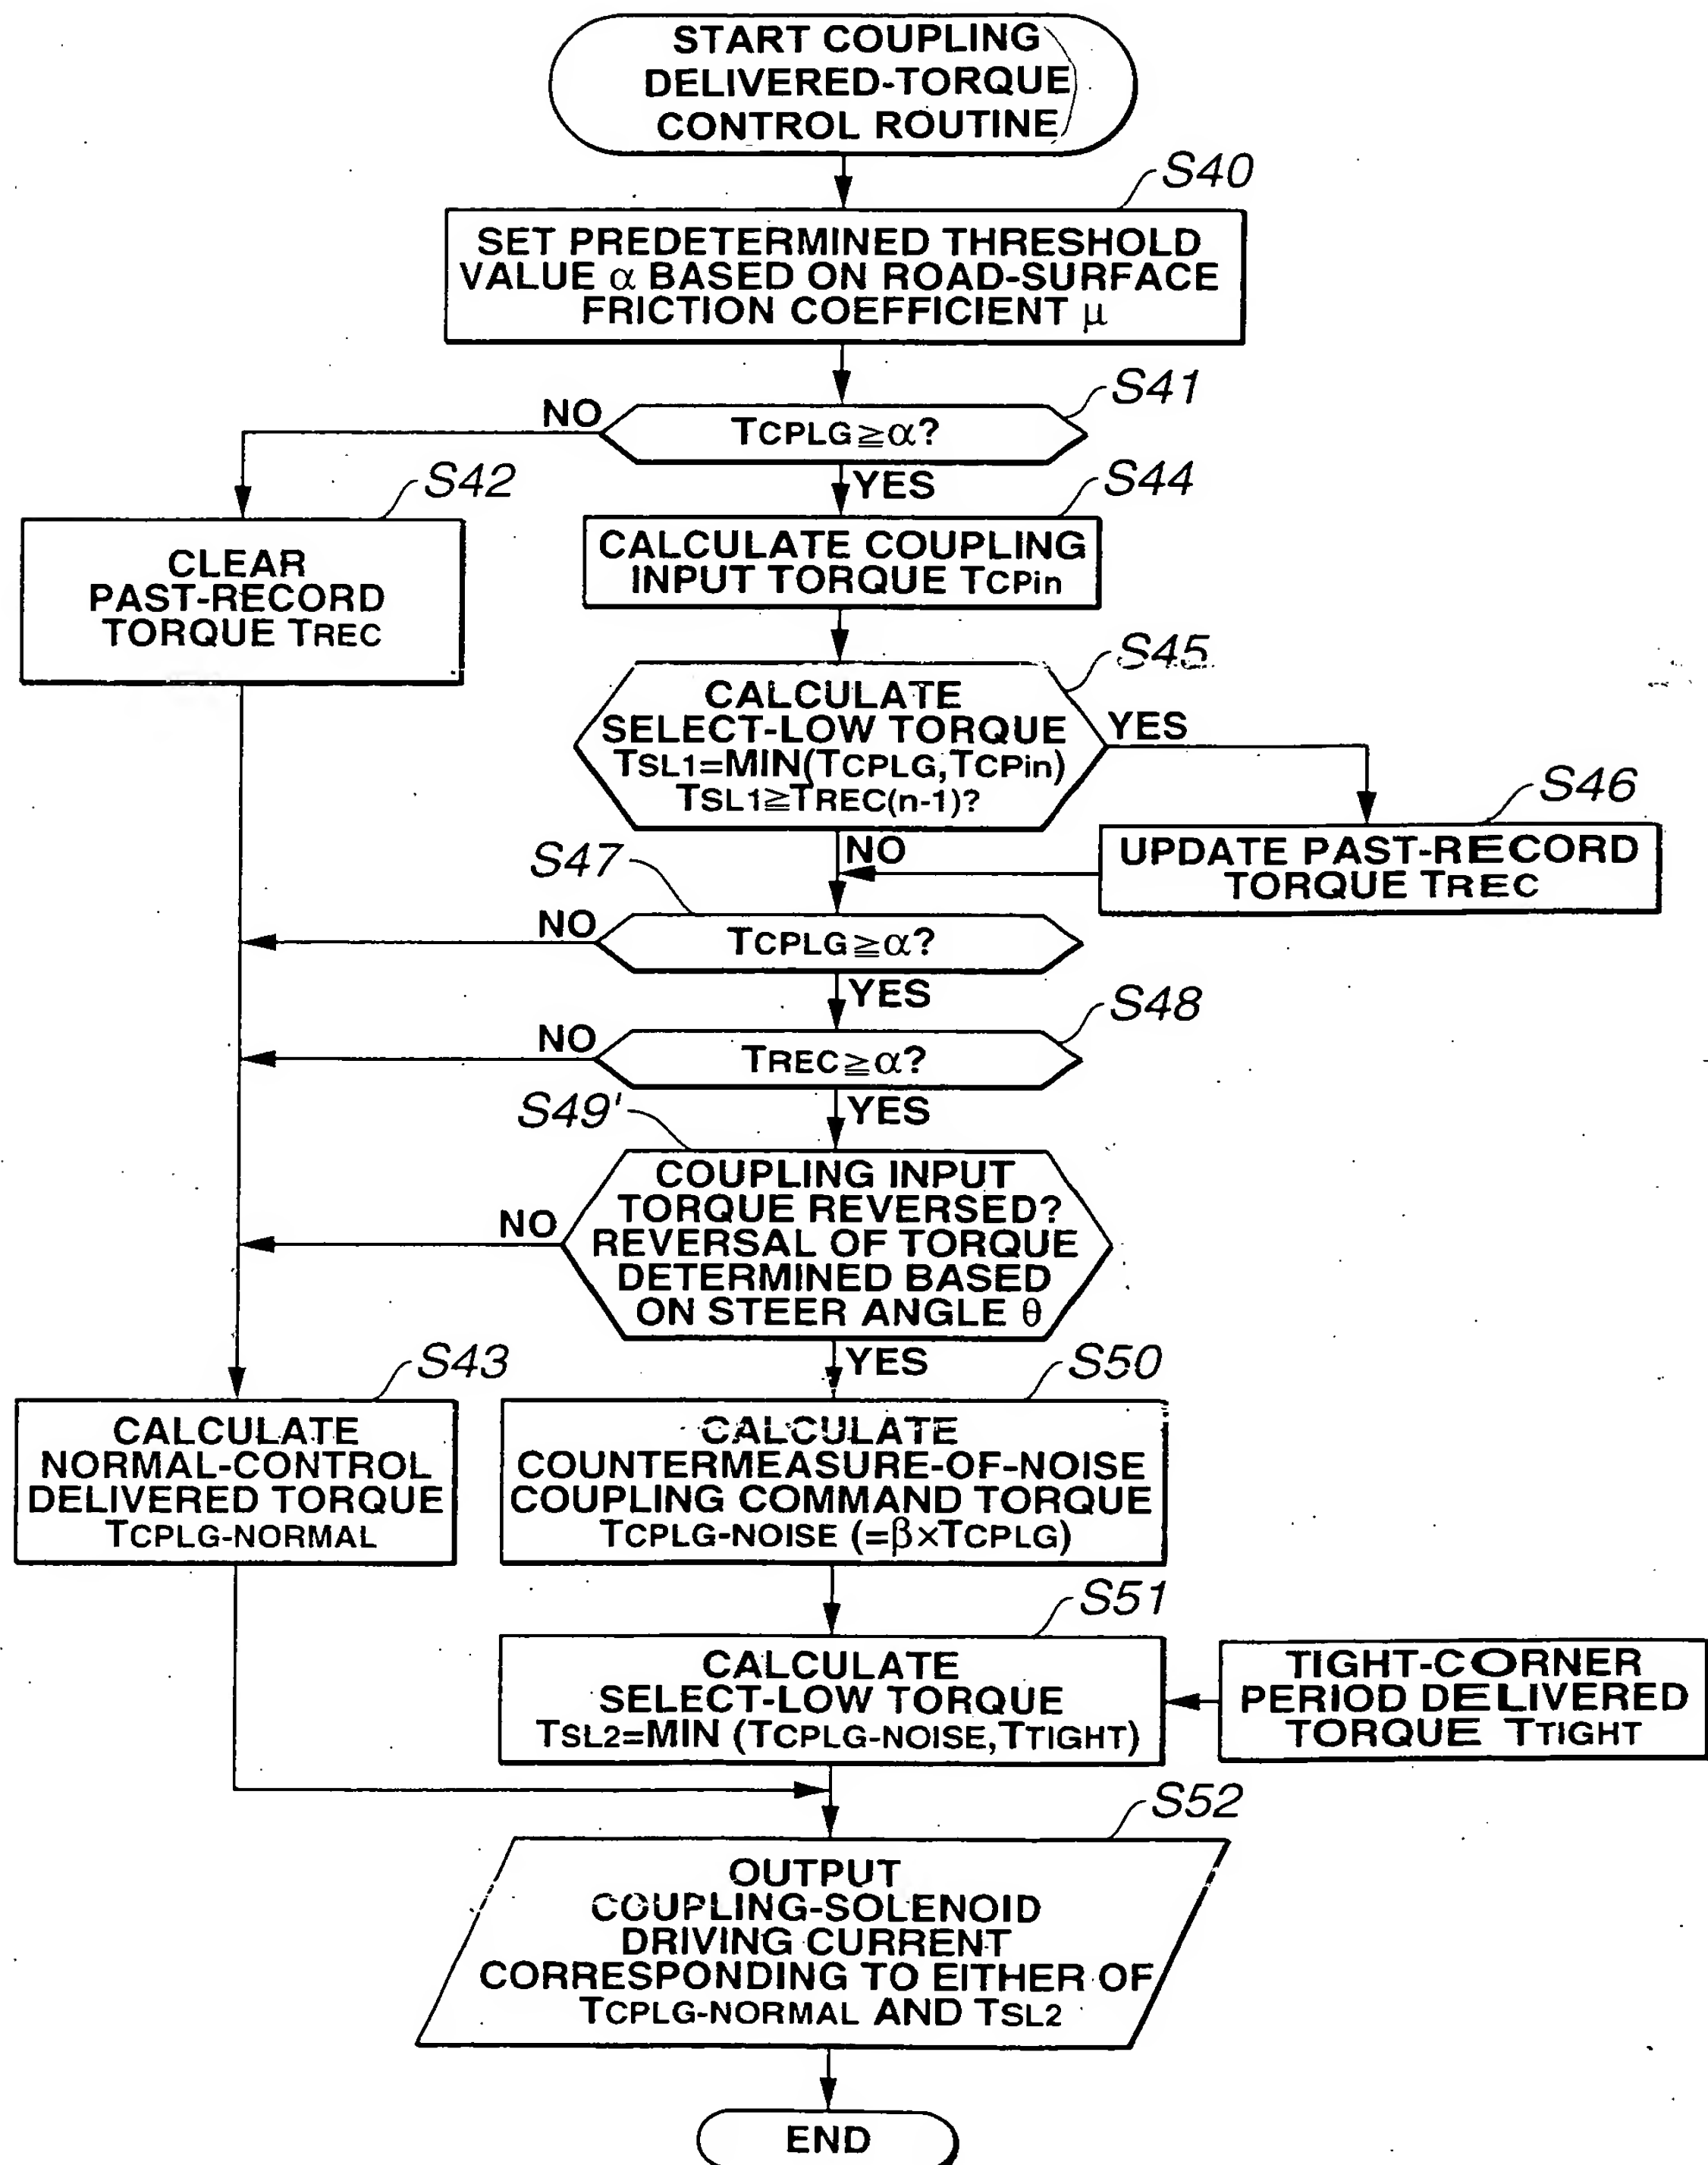 START COUPLING
DELIVERED-TORQUE
CONTROL ROUTINE
S40
SET PREDETERMINED THRESHOLD
VALUE α BASED ON ROAD-SURFACE
FRICTION COEFFICIENT μ
S41
NO
TCPLG≧α?
S42
YES
S44
CLEAR
PAST-RECORD
TORQUE TREC
CALCULATE COUPLING
INPUT TORQUE TCPin
S45
CALCULATE
SELECT-LOW TORQUE
TSL1=MIN(TCPLG,TCPin)
TSL1≧TREC(n-1)?
YES
S46
NO
UPDATE PAST-RECORD
TORQUE TREC
S47
NO
TCPLG≧α?
YES
S48
NO
TREC≧α?
YES
S49'
COUPLING INPUT
TORQUE REVERSED?
REVERSAL OF TORQUE
DETERMINED BASED
ON STEER ANGLE θ
NO
YES
S43
CALCULATE
NORMAL-CONTROL
DELIVERED TORQUE
TCPLG-NORMAL
S50
CALCULATE
COUNTERMEASURE-OF-NOISE
COUPLING COMMAND TORQUE
TCPLG-NOISE (=β×TCPLG)
S51
CALCULATE
SELECT-LOW TORQUE
TSL2=MIN (TCPLG-NOISE,TTIGHT)
TIGHT-CORNER
PERIOD DELIVERED
TORQUE TTIGHT
S52
OUTPUT
COUPLING-SOLENOID
DRIVING CURRENT
CORRESPONDING TO EITHER OF
TCPLG-NORMAL AND TSL2
END